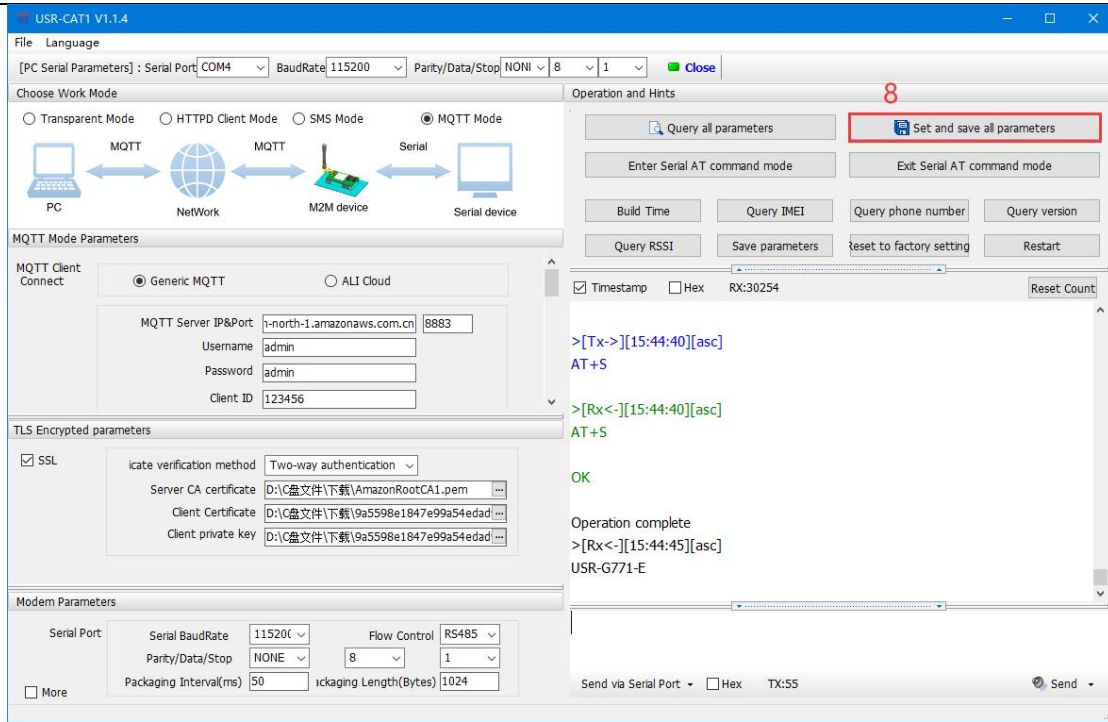 USR-CAT1 V1.1.4
File Language
[PC Serial Parameters] : Serial Port COM4 BaudRate 115200 Parity/Data/Stop NONI 8 1 Close
Choose Work Mode
Transparent Mode HTTPD Client Mode SMS Mode MQTT Mode
MQTT MQTT Serial
PC NetWork M2M device Serial device
MQTT Mode Parameters
MQTT Client
Connect
Generic MQTT ALI Cloud
MQTT Server IP&Port n-north-1.amazonaws.com.cn 8883
Username admin
Password admin
Client ID 123456
TLS Encrypted parameters
SSL
icate verification method Two-way authentication
Server CA certificate D:\C盘文件\下载\AmazonRootCA1.pem ...
Client Certificate D:\C盘文件\下载\9a5598e1847e99a54edad ...
Client private key D:\C盘文件\下载\9a5598e1847e99a54edad ...
Modem Parameters
Serial Port
Serial BaudRate 11520( Flow Control RS485
Parity/Data/Stop NONE 8 1
Packaging Interval(ms) 50 ackaging Length(Bytes) 1024
More
Operation and Hints
8
Query all parameters Set and save all parameters
Enter Serial AT command mode Exit Serial AT command mode
Build Time Query IMEI Query phone number Query version
Query RSSI Save parameters Reset to factory setting Restart
Timestamp Hex RX:30254 Reset Count
>[Tx->][15:44:40][asc]
AT+S
>[Rx<-][15:44:40][asc]
AT+S
OK
Operation complete
>[Rx<-][15:44:45][asc]
USR-G771-E
Send via Serial Port Hex TX:55 Send